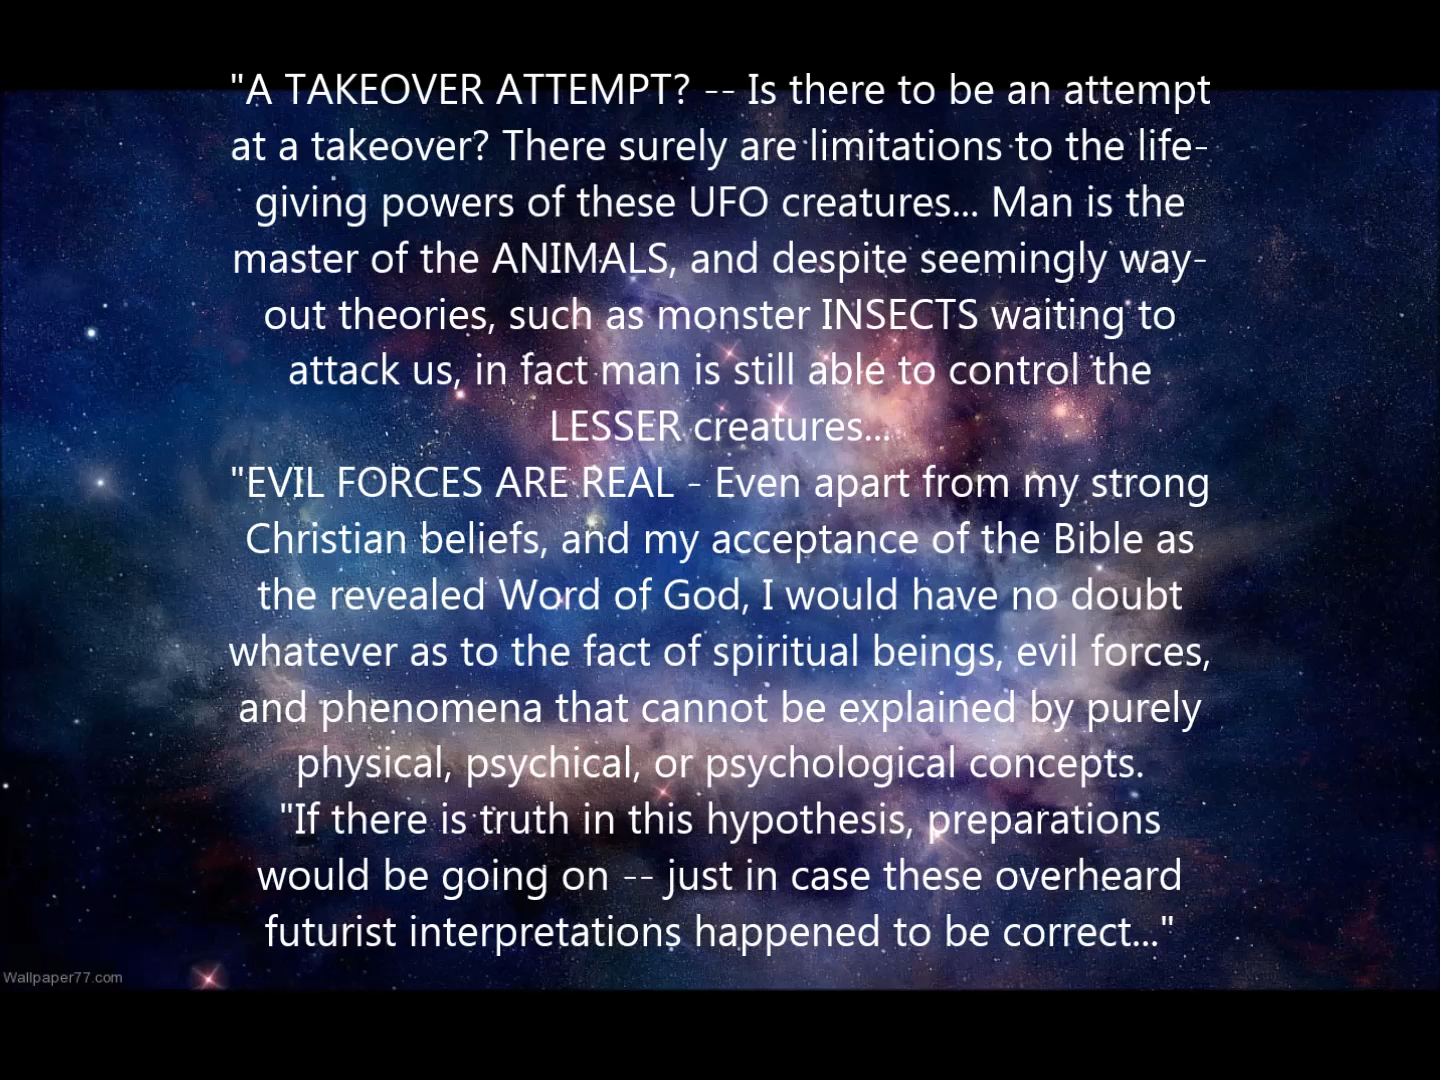 "A TAKEOVER ATTEMPT? -- Is there to be an attempt
at a takeover? There surely are limitations to the life-
giving powers of these UFO creatures... Man is the
master of the ANIMALS, and despite seemingly way-
out theories, such as monster INSECTS waiting to
attack us, in fact man is still able to control the
LESSER creatures...
"EVIL FORCES ARE REAL - Even apart from my strong
Christian beliefs, and my acceptance of the Bible as
the revealed Word of God, I would have no doubt
whatever as to the fact of spiritual beings, evil forces,
and phenomena that cannot be explained by purely
physical, psychical, or psychological concepts.
"If there is truth in this hypothesis, preparations
would be going on -- just in case these overheard
futurist interpretations happened to be correct..."
Wallpaper77.com